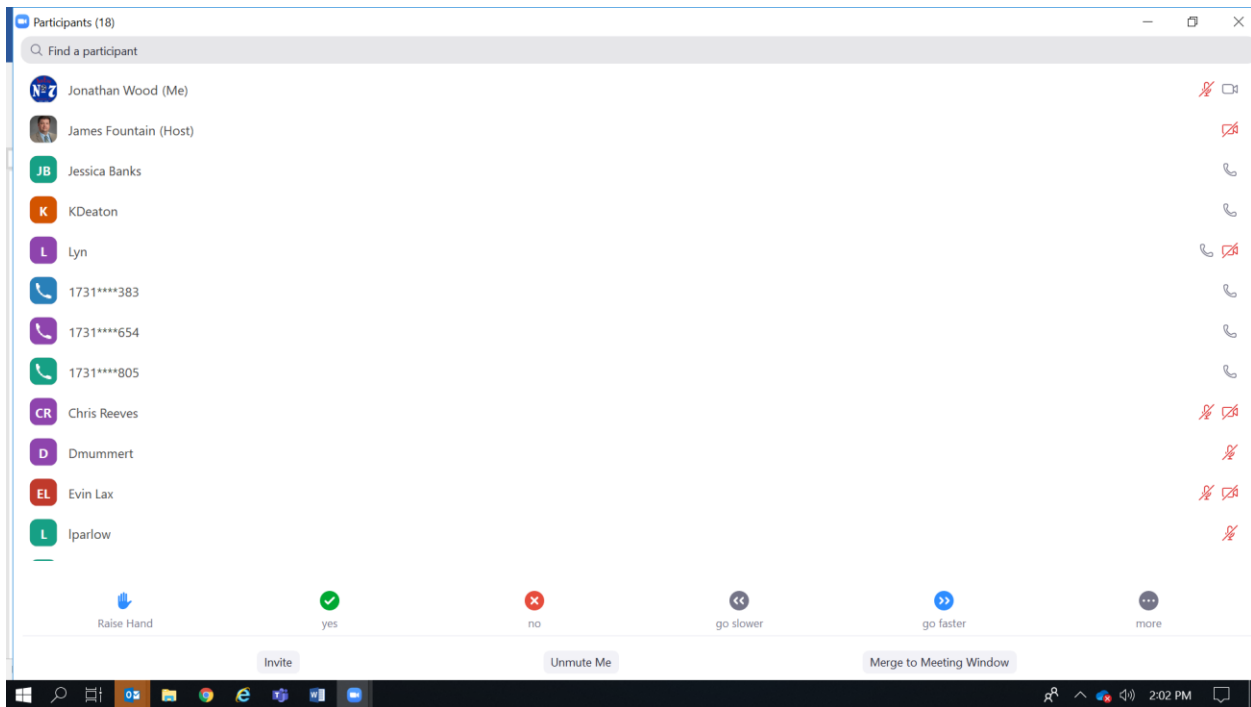 Participants (18)
Find a participant
N⁰ 7 Jonathan Wood (Me)
James Fountain (Host)
JB Jessica Banks
K KDeaton
L Lyn
1731****383
1731****654
1731****805
CR Chris Reeves
D Dmummert
EL Evin Lax
L lparlow
Raise Hand yes no go slower go faster more
Invite Unmute Me Merge to Meeting Window
2:02 PM